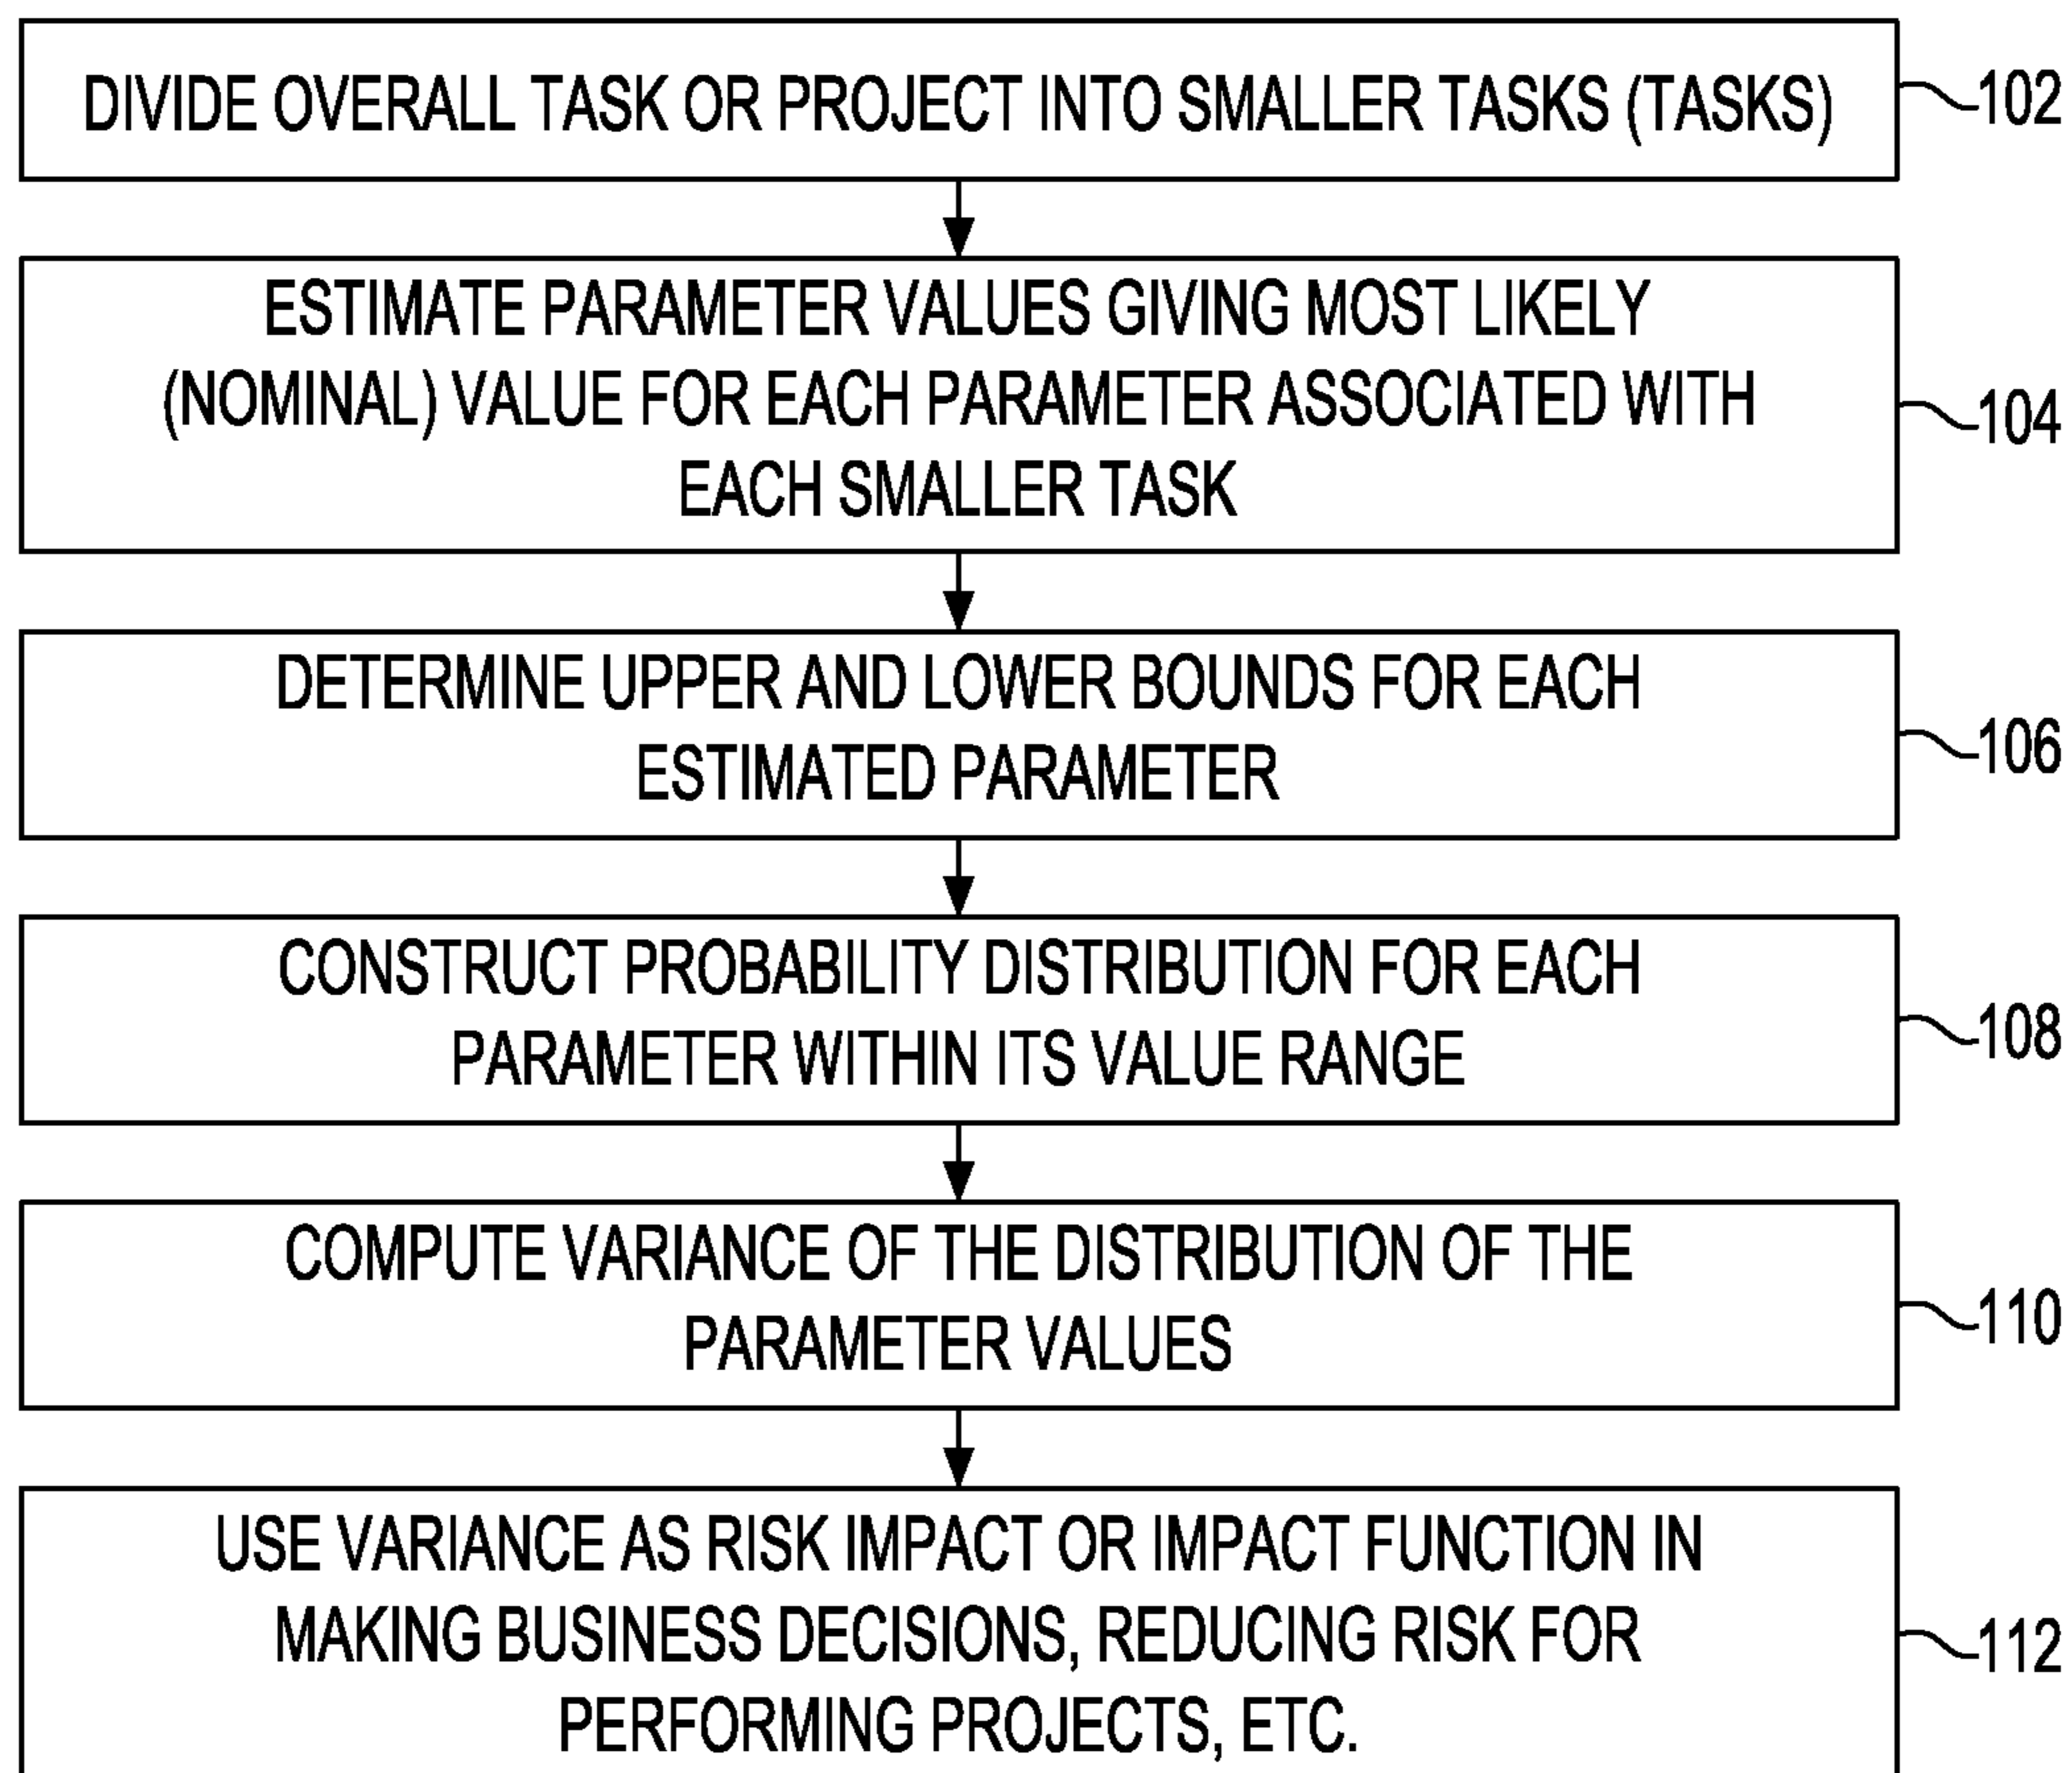 DIVIDE OVERALL TASK OR PROJECT INTO SMALLER TASKS (TASKS)
102
ESTIMATE PARAMETER VALUES GIVING MOST LIKELY
(NOMINAL) VALUE FOR EACH PARAMETER ASSOCIATED WITH
EACH SMALLER TASK
104
DETERMINE UPPER AND LOWER BOUNDS FOR EACH
ESTIMATED PARAMETER
106
CONSTRUCT PROBABILITY DISTRIBUTION FOR EACH
PARAMETER WITHIN ITS VALUE RANGE
108
COMPUTE VARIANCE OF THE DISTRIBUTION OF THE
PARAMETER VALUES
110
USE VARIANCE AS RISK IMPACT OR IMPACT FUNCTION IN
MAKING BUSINESS DECISIONS, REDUCING RISK FOR
PERFORMING PROJECTS, ETC.
112